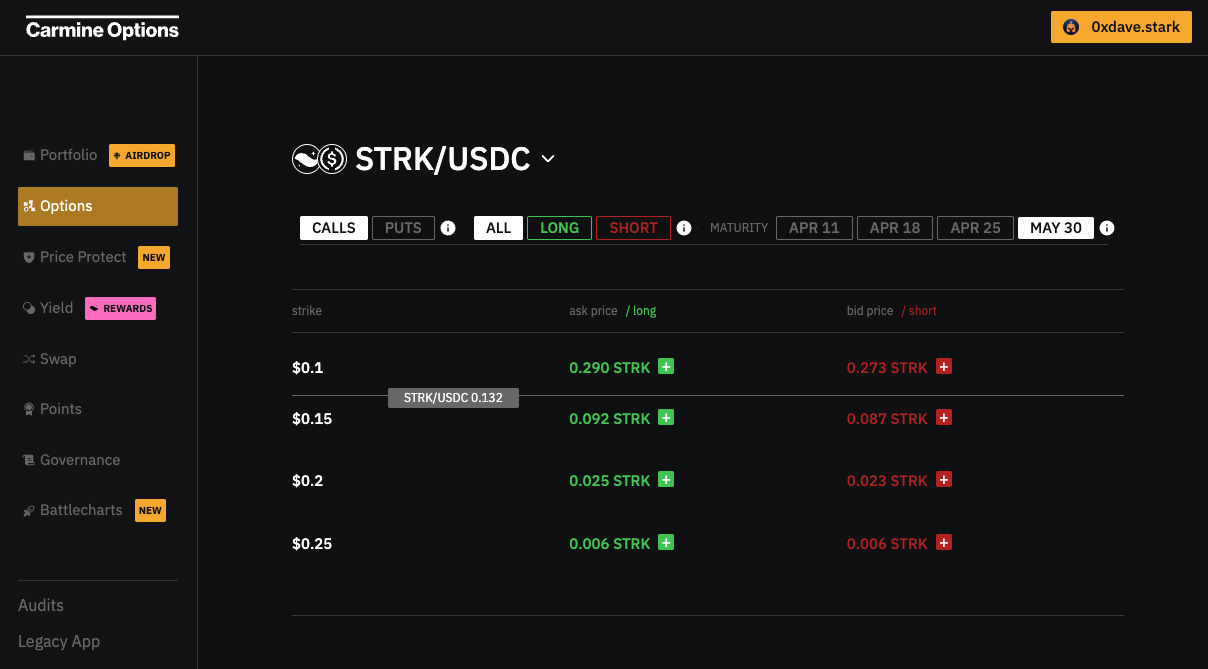 Carmine Options
0xdave.stark
Portfolio AIRDROP
Options
Price Protect NEW
Yield REWARDS
Swap
Points
Governance
Battlecharts NEW
Audits
Legacy App
STRK/USDC
CALLS PUTS ALL LONG SHORT MATURITY APR 11 APR 18 APR 25 MAY 30
strike ask price / long bid price / short
$0.1 0.290 STRK 0.273 STRK
STRK/USDC 0.132
$0.15 0.092 STRK 0.087 STRK
$0.2 0.025 STRK 0.023 STRK
$0.25 0.006 STRK 0.006 STRK